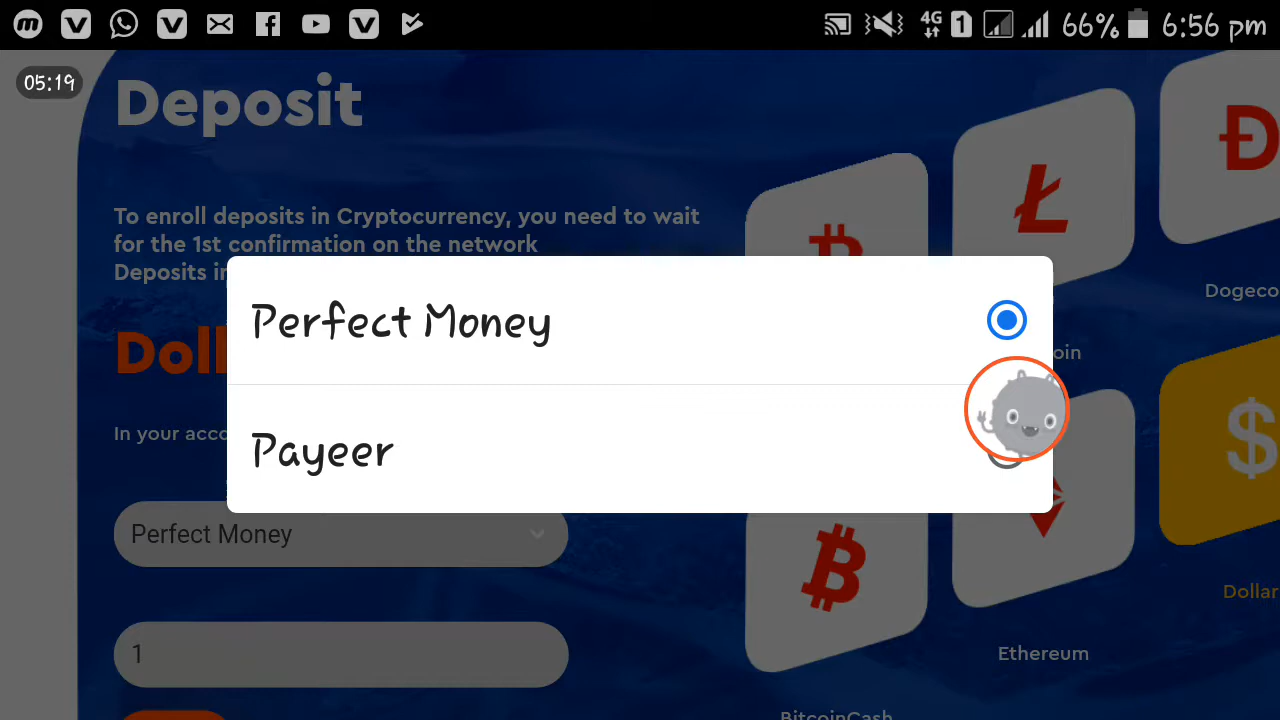 4G 1 66% 6:56 pm
05:19
Deposit
To enroll deposits in Cryptocurrency, you need to wait
for the 1st confirmation on the network
Deposits
Perfect Money
Payeer
Doll
In your acco
Perfect Money
1
Dogeco
oin
Dollar
Ethereum
BitcoinCash